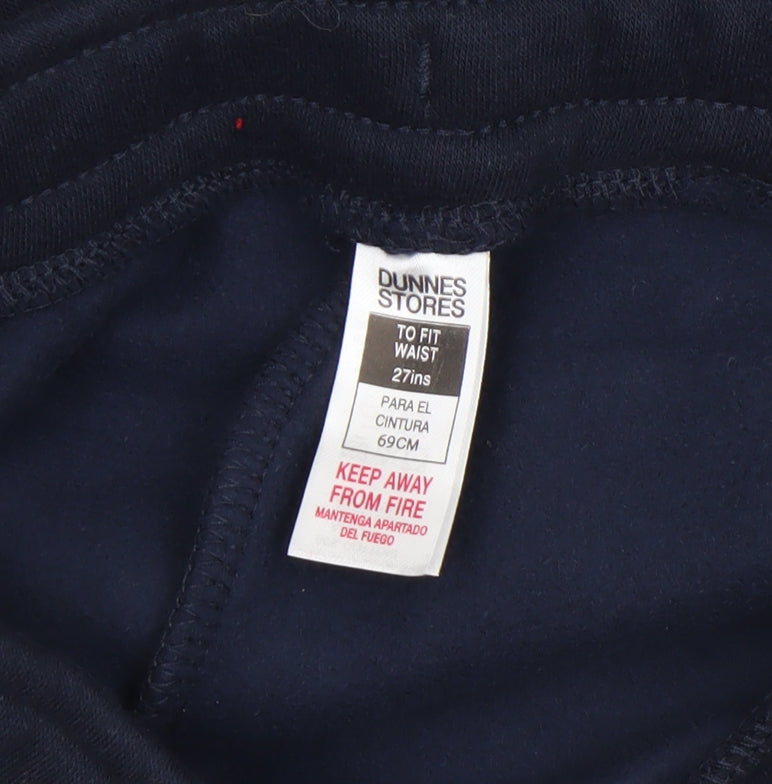 DUNNES
STORES
TO FIT
WAIST
27ins
PARA EL
CINTURA
69CM
KEEP AWAY
FROM FIRE
MANTENGA APARTADO
DEL FUEGO